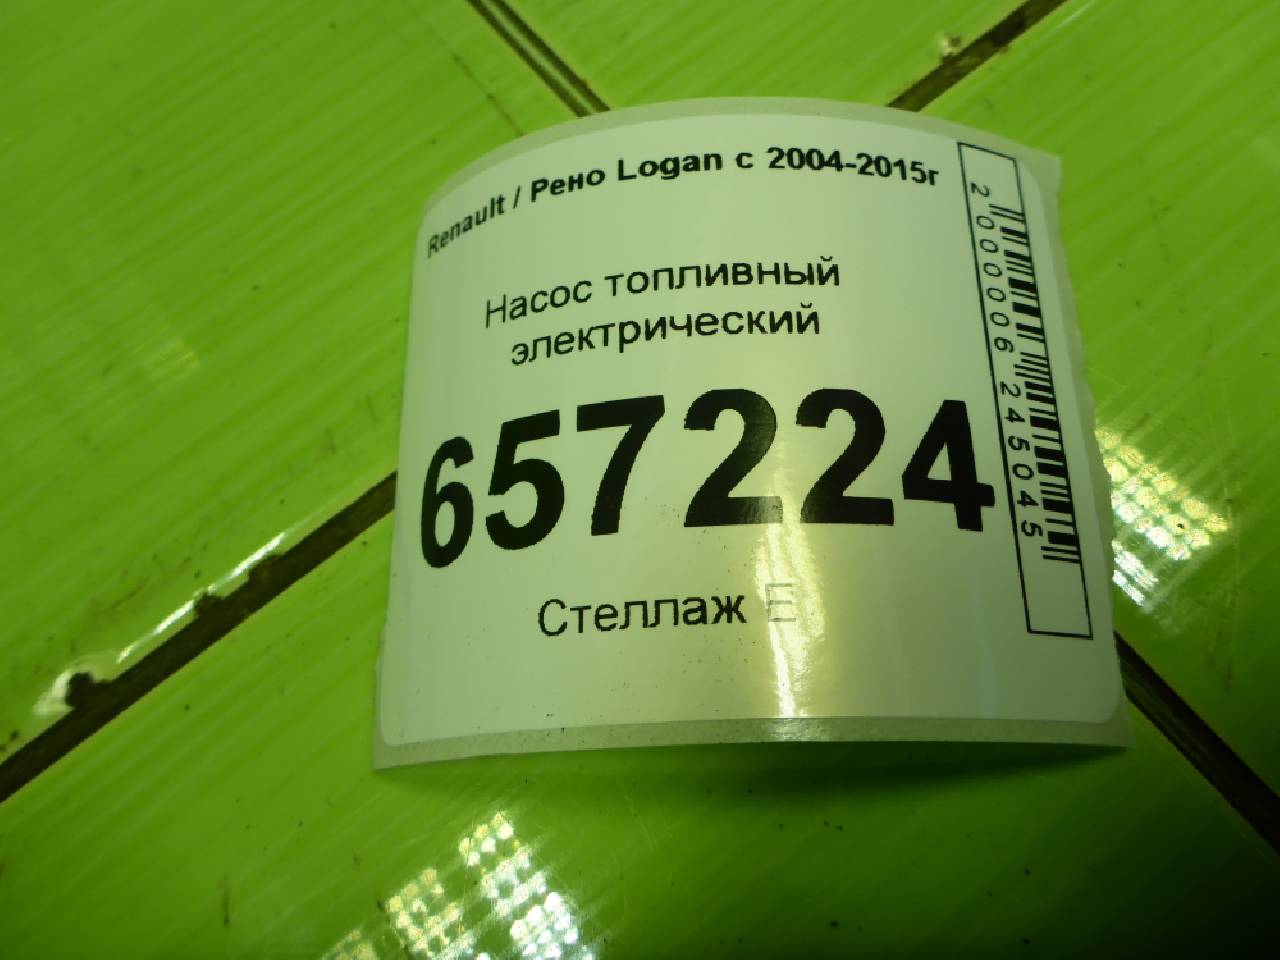 Renault / Рено Logan с 2004-2015г
Насос топливный
электрический
657224
Стеллаж E
2000006245045